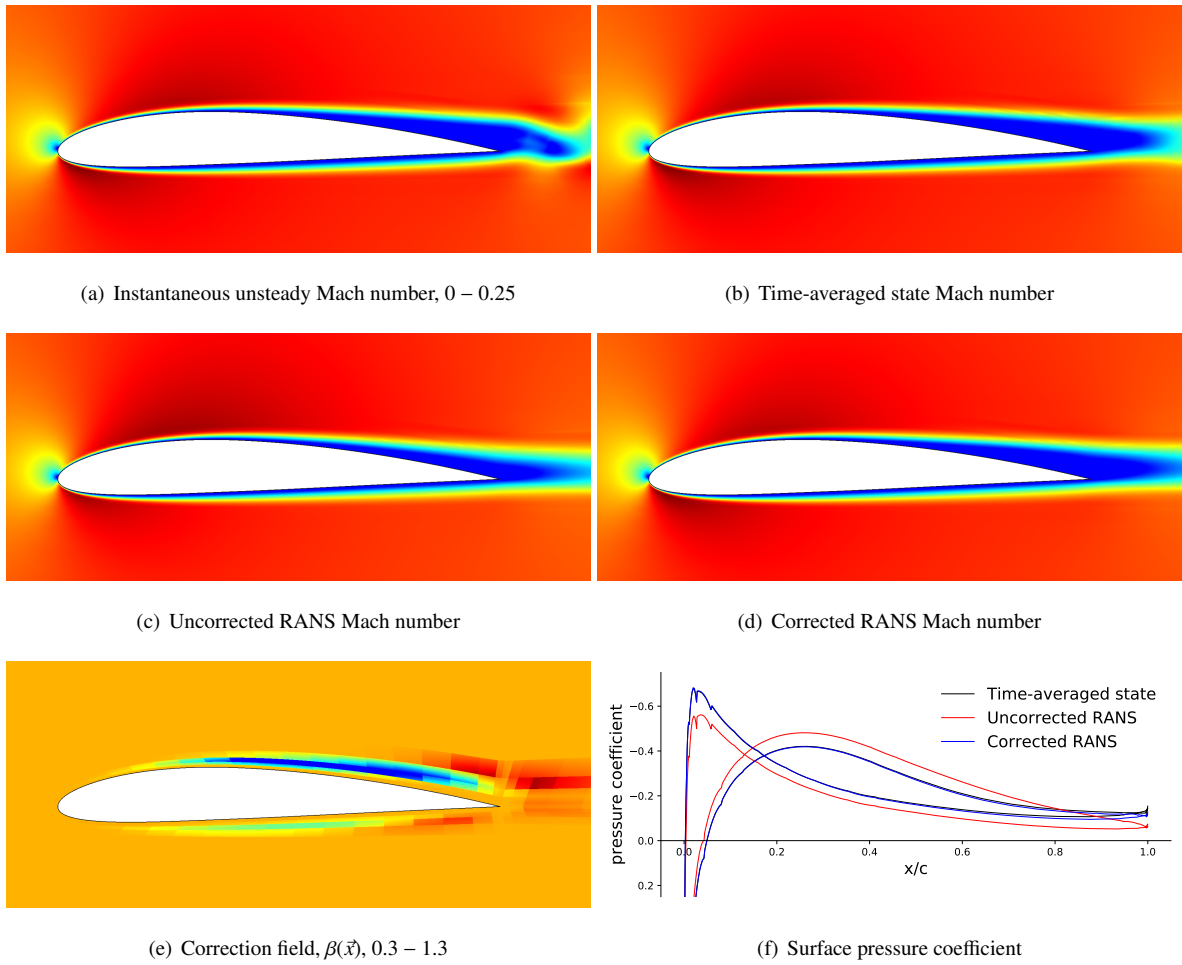 (a) Instantaneous unsteady Mach number, 0 − 0.25
(b) Time-averaged state Mach number
(c) Uncorrected RANS Mach number
(d) Corrected RANS Mach number
(e) Correction field, β(x⃗), 0.3 − 1.3
pressure coefficient
−0.6
−0.4
−0.2
0.0
0.2
0.0
0.2
0.4
0.6
0.8
1.0
x/c
Time-averaged state
Uncorrected RANS
Corrected RANS
(f) Surface pressure coefficient